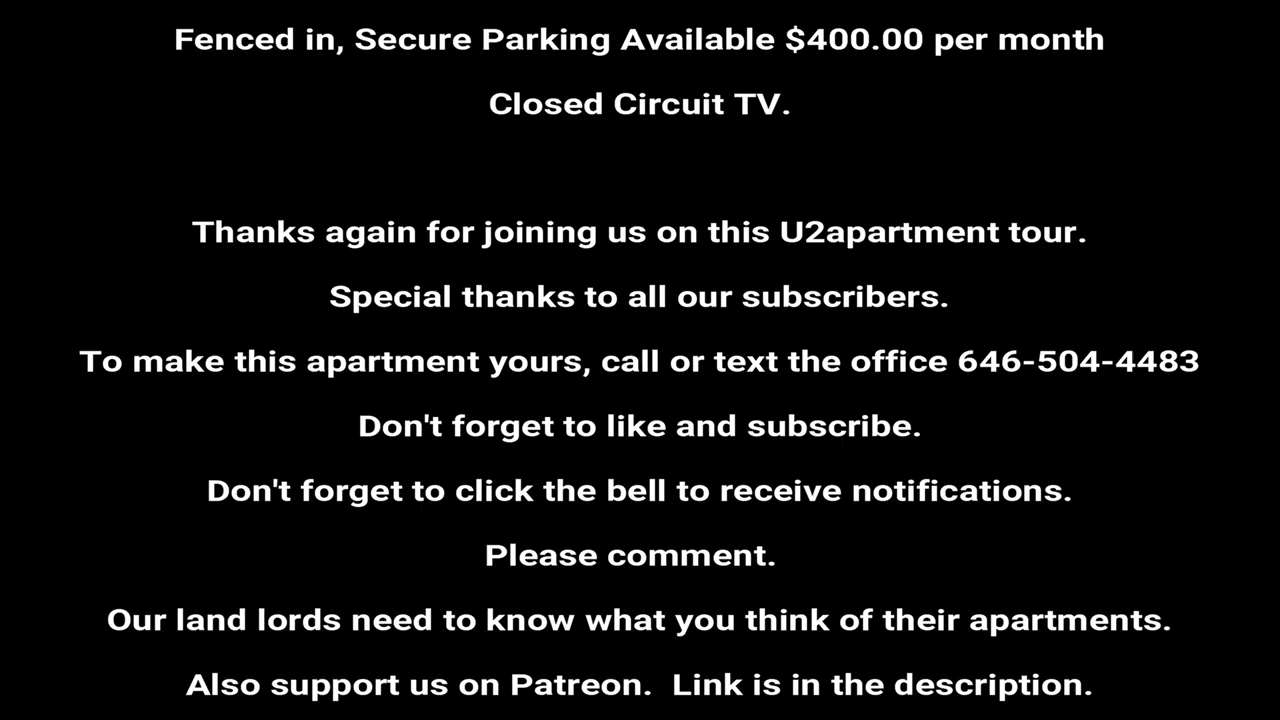 Fenced in, Secure Parking Available $400.00 per month
Closed Circuit TV.
Thanks again for joining us on this U2apartment tour.
Special thanks to all our subscribers.
To make this apartment yours, call or text the office 646-504-4483
Don't forget to like and subscribe.
Don't forget to click the bell to receive notifications.
Please comment.
Our land lords need to know what you think of their apartments.
Also support us on Patreon.  Link is in the description.